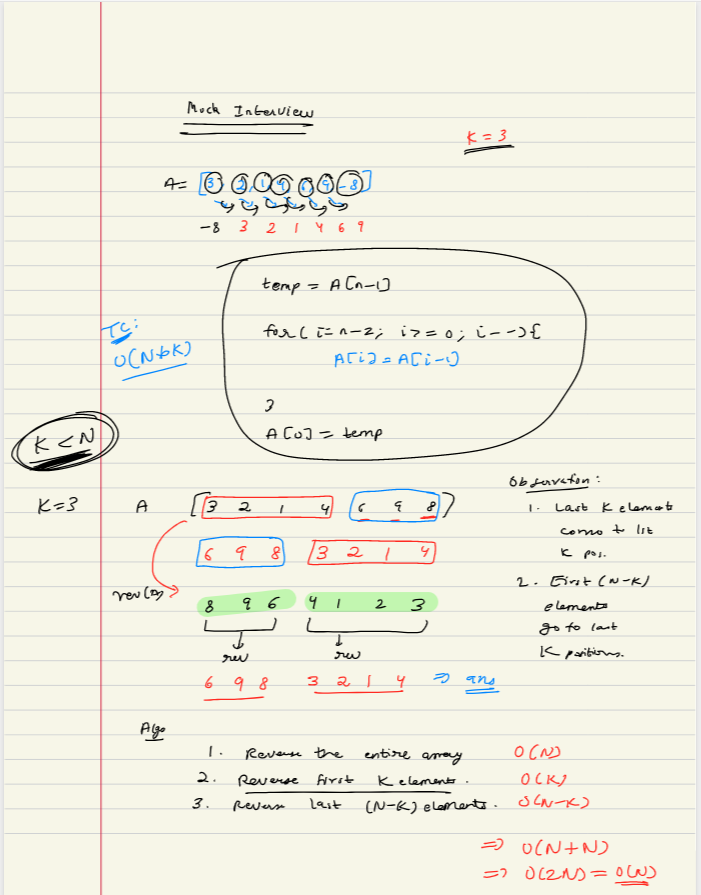 Mock Interview
K = 3
A = [3, 2, 1, 4, 6, 9, -8]
-8 3 2 1 4 6 9
temp = A[n-1]
for( i= n-2; i>= 0; i--){
A[i] = A[i-1]
}
A[0] = temp
TC:
O(N*K)
K < N
K=3 A [3 2 1 4 6 9 8]
6 9 8 3 2 1 4
rev(A)
8 9 6 4 1 2 3
rev rev
6 9 8 3 2 1 4 => ans
Observation:
1. Last K elements
come to 1st
K pos.
2. First (N-K)
elements
go to last
K positions.
Algo
1. Reverse the entire array O(N)
2. Reverse first K elements. O(K)
3. Reverse last (N-K) elements. O(N-K)
=> O(N+N)
=> O(2N) = O(N)